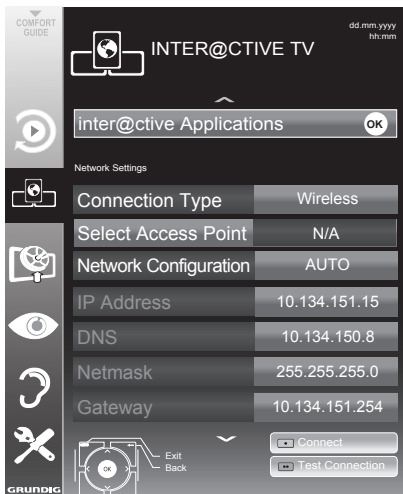 COMFORT
GUIDE
INTER@CTIVE TV
dd.mm.yyyy
hh:mm
inter@ctive Applications OK
Network Settings
Connection Type Wireless
Select Access Point N/A
Network Configuration AUTO
IP Address 10.134.151.15
DNS 10.134.150.8
Netmask 255.255.255.0
Gateway 10.134.151.254
OK
Exit
Back
Connect
Test Connection
GRUNDIG